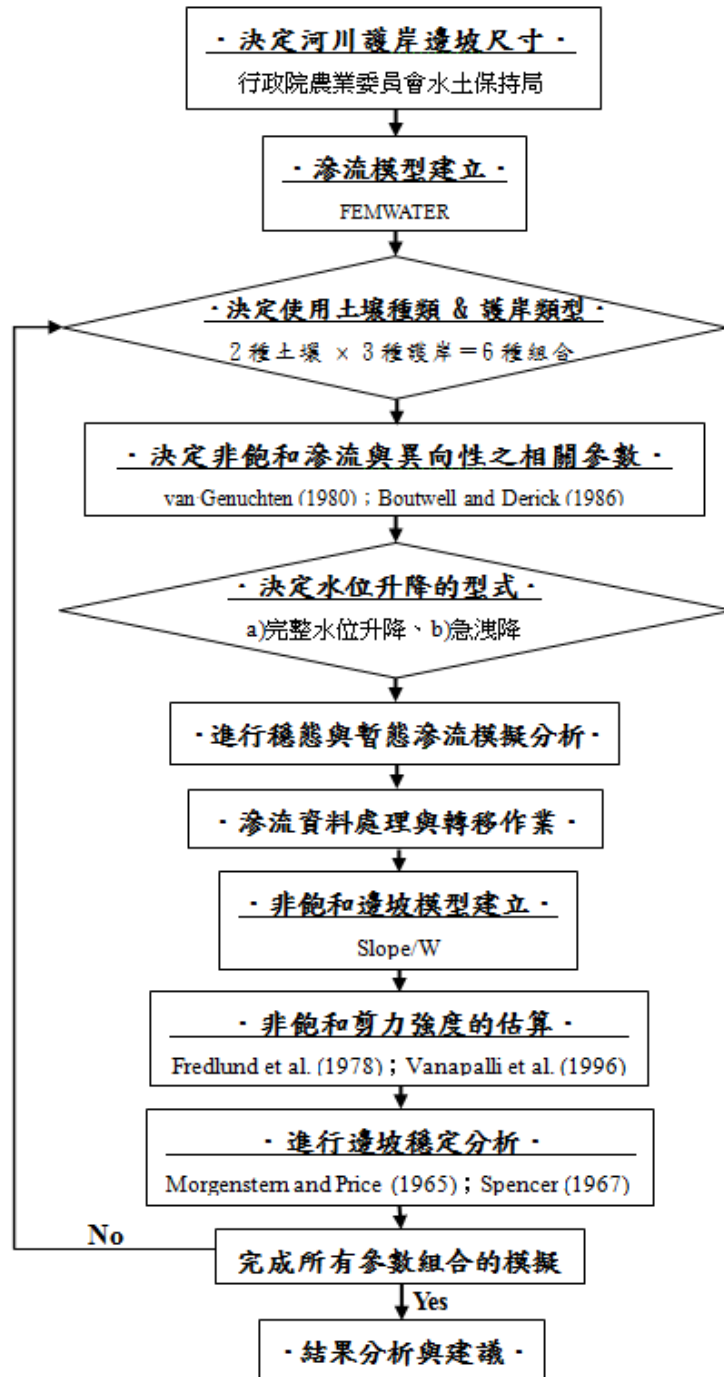 · 決定河川護岸邊坡尺寸 ·
行政院農業委員會水土保持局
· 滲流模型建立 ·
FEMWATER
· 決定使用土壤種類 & 護岸類型 ·
2 種土壤 × 3 種護岸＝6 種組合
· 決定非飽和滲流與異向性之相關參數 ·
van Genuchten (1980)；Boutwell and Derick (1986)
· 決定水位升降的型式 ·
a)完整水位升降、b)急洩降
· 進行穩態與暫態滲流模擬分析 ·
· 滲流資料處理與轉移作業 ·
· 非飽和邊坡模型建立 ·
Slope/W
· 非飽和剪力強度的估算 ·
Fredlund et al. (1978)；Vanapalli et al. (1996)
· 進行邊坡穩定分析 ·
Morgenstern and Price (1965)；Spencer (1967)
No
完成所有參數組合的模擬
Yes
· 結果分析與建議 ·